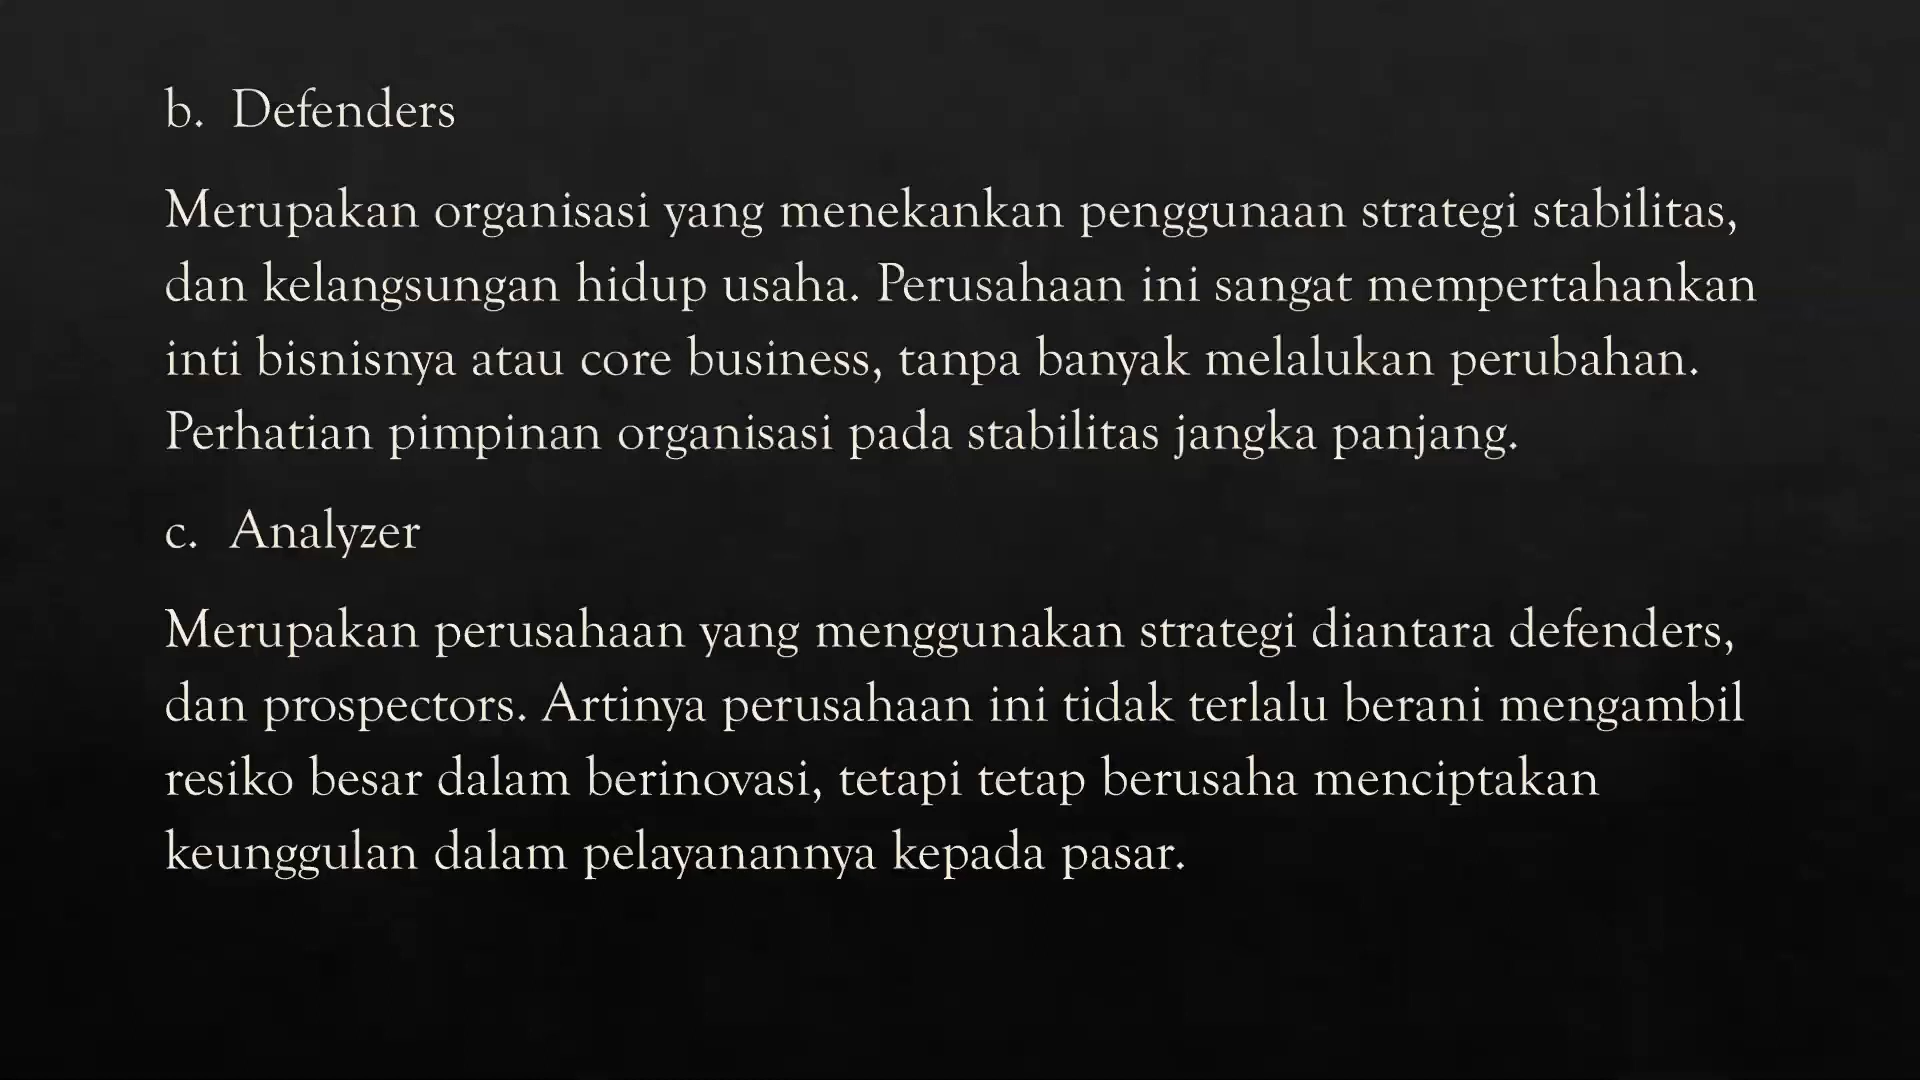 b. Defenders
Merupakan organisasi yang menekankan penggunaan strategi stabilitas,
dan kelangsungan hidup usaha. Perusahaan ini sangat mempertahankan
inti bisnisnya atau core business, tanpa banyak melalukan perubahan.
Perhatian pimpinan organisasi pada stabilitas jangka panjang.
c. Analyzer
Merupakan perusahaan yang menggunakan strategi diantara defenders,
dan prospectors. Artinya perusahaan ini tidak terlalu berani mengambil
resiko besar dalam berinovasi, tetapi tetap berusaha menciptakan
keunggulan dalam pelayanannya kepada pasar.